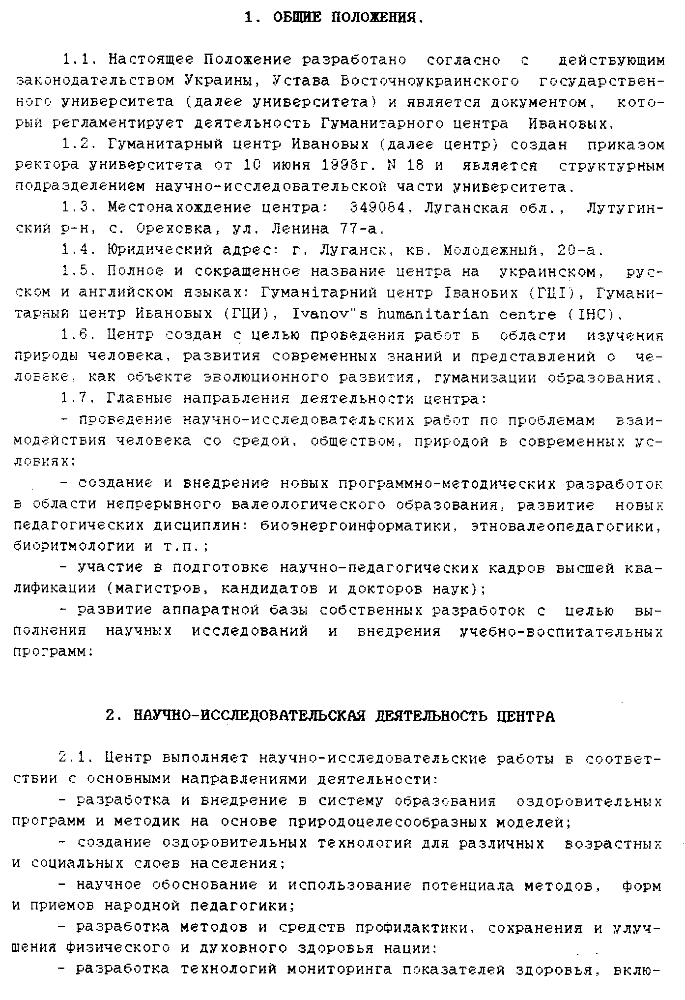 1. ОБЩИЕ ПОЛОЖЕНИЯ.
1.1. Настоящее Положение разработано согласно с действующим
законодательством Украины, Устава Восточноукраинского государствен-
ного университета (далее университета) и является документом, кото-
рый регламентирует деятельность Гуманитарного центра Ивановых.
1.2. Гуманитарный центр Ивановых (далее центр) создан приказом
ректора университета от 10 июня 1998г. N 18 и является структурным
подразделением научно-исследовательской части университета.
1.3. Местонахождение центра: 349084, Луганская обл., Лутугин-
ский р-н, с. Ореховка, ул. Ленина 77-а.
1.4. Юридический адрес: г. Луганск, кв. Молодежный, 20-а.
1.5. Полное и сокращенное название центра на украинском, рус-
ском и английском языках: Гуманітарний центр Іванових (ГЦІ), Гумани-
тарный центр Ивановых (ГЦИ), Ivanov"s humanitarian centre (IHC).
1.6. Центр создан с целью проведения работ в области изучения
природы человека, развития современных знаний и представлений о че-
ловеке, как объекте эволюционного развития, гуманизации образования.
1.7. Главные направления деятельности центра:
- проведение научно-исследовательских работ по проблемам взаи-
модействия человека со средой, обществом, природой в современных ус-
ловиях;
- создание и внедрение новых программно-методических разработок
в области непрерывного валеологического образования, развитие новых
педагогических дисциплин: биоэнергоинформатики, этновалеопедагогики,
биоритмологии и т.п.;
- участие в подготовке научно-педагогических кадров высшей ква-
лификации (магистров, кандидатов и докторов наук);
- развитие аппаратной базы собственных разработок с целью вы-
полнения научных исследований и внедрения учебно-воспитательных
программ;
2. НАУЧНО-ИССЛЕДОВАТЕЛЬСКАЯ ДЕЯТЕЛЬНОСТЬ ЦЕНТРА
2.1. Центр выполняет научно-исследовательские работы в соответ-
ствии с основными направлениями деятельности:
- разработка и внедрение в систему образования оздоровительных
программ и методик на основе природоцелесообразных моделей;
- создание оздоровительных технологий для различных возрастных
и социальных слоев населения;
- научное обоснование и использование потенциала методов, форм
и приемов народной педагогики;
- разработка методов и средств профилактики, сохранения и улуч-
шения физического и духовного здоровья нации;
- разработка технологий мониторинга показателей здоровья, вклю-